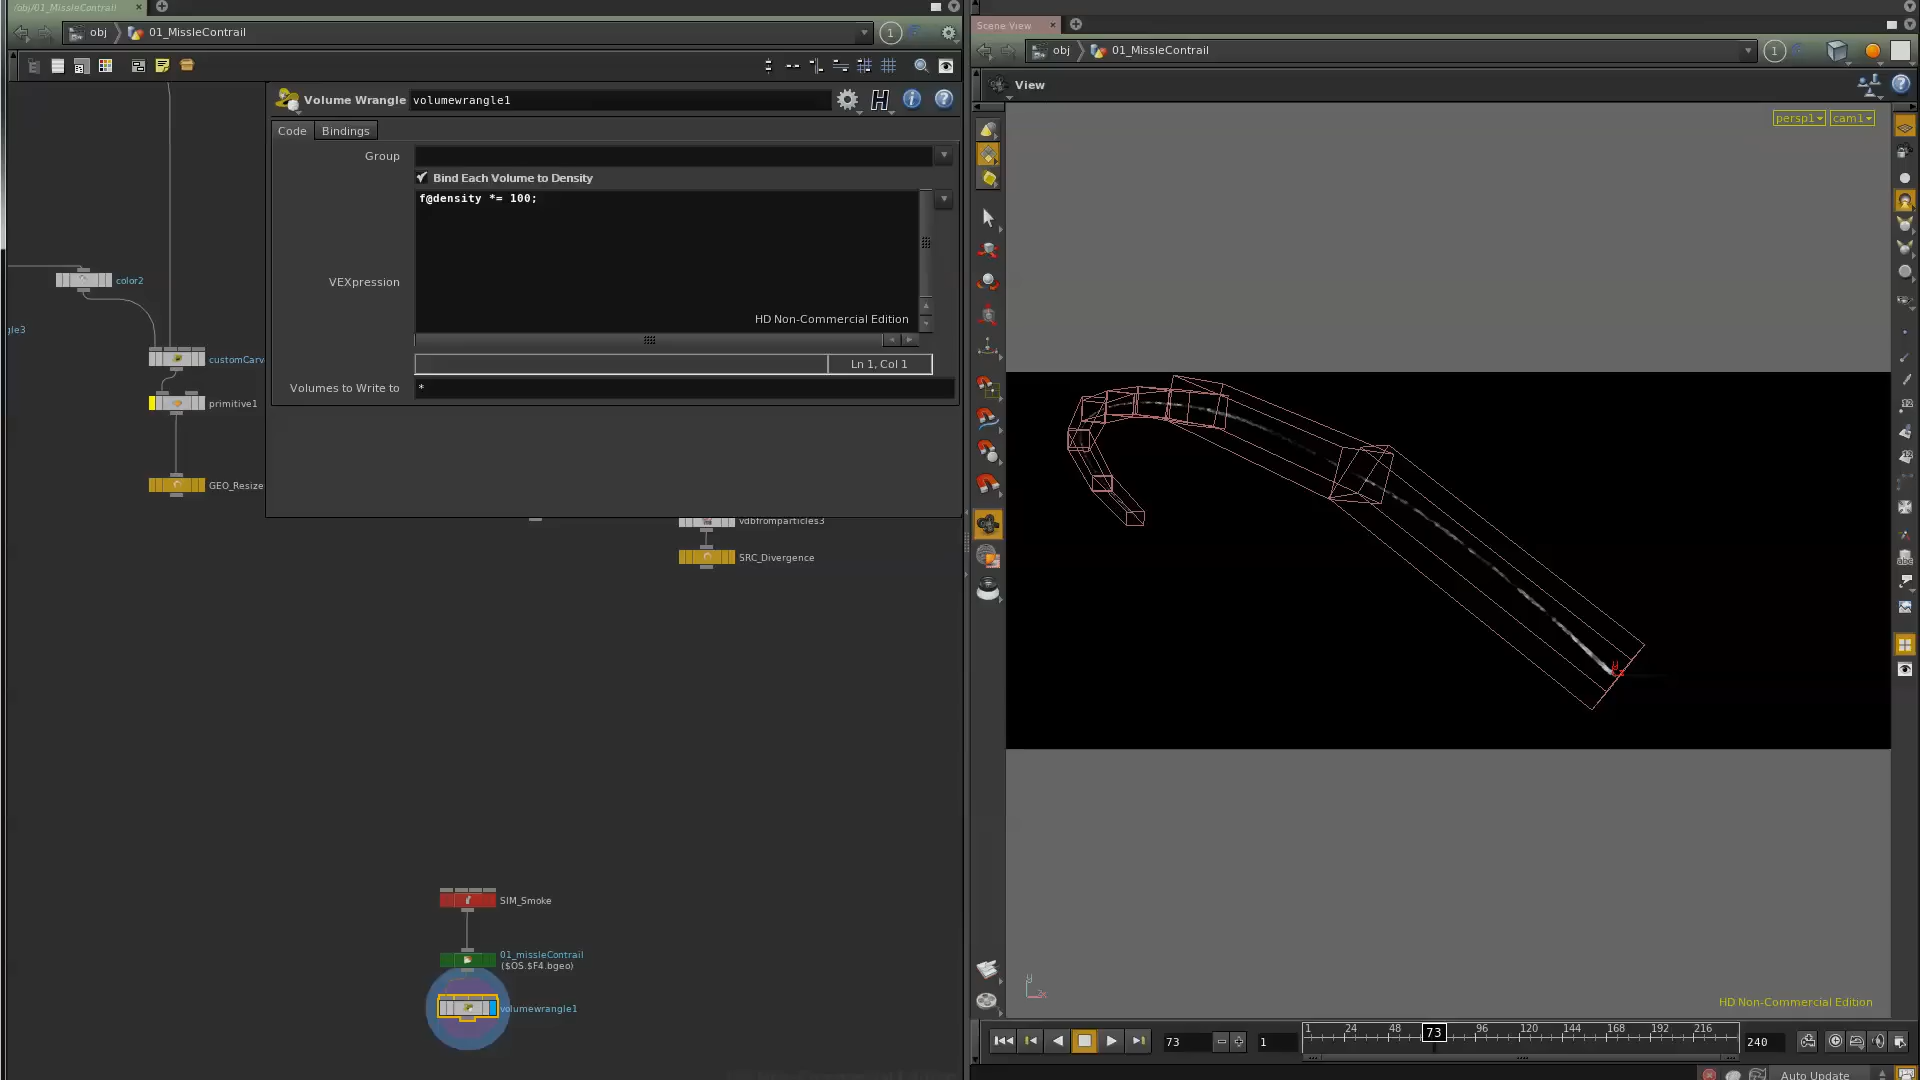 /obj/01_MissleContrail
obj
01_MissleContrail
1
Volume Wrangle
volumewrangle1
Code
Bindings
Group
Bind Each Volume to Density
f@density *= 100;
VEXpression
HD Non-Commercial Edition
Ln 1, Col 1
Volumes to Write to
*
color2
gle3
customCarv
primitive1
GEO_Resize
vdbfromparticles3
SRC_Divergence
SIM_Smoke
01_missleContrail
($OS.$F4.bgeo)
volumewrangle1
Scene View
obj
01_MissleContrail
1
View
persp1
cam1
HD Non-Commercial Edition
73
1
1
24
48
73
96
120
144
168
192
216
240
Auto Update